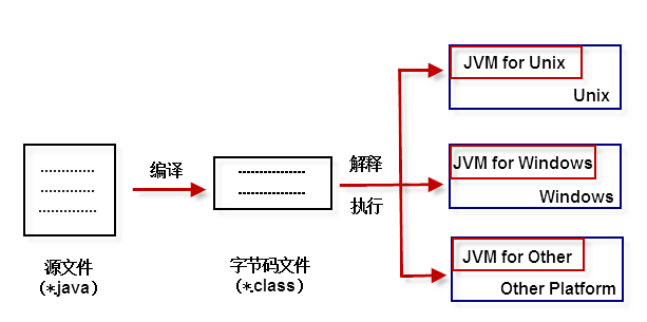 JVM for Unix
Unix
编译
解释
执行
JVM for Windows
Windows
源文件
(*.java)
字节码文件
(*.class)
JVM for Other
Other Platform